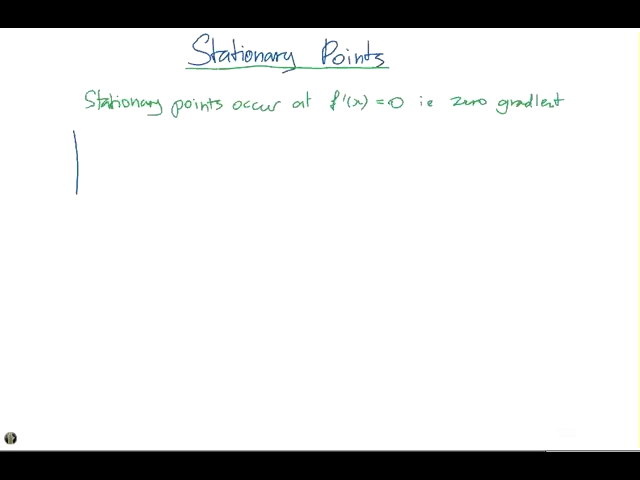 Stationary Points
Stationary points occur at f'(x) = 0 ie zero gradient